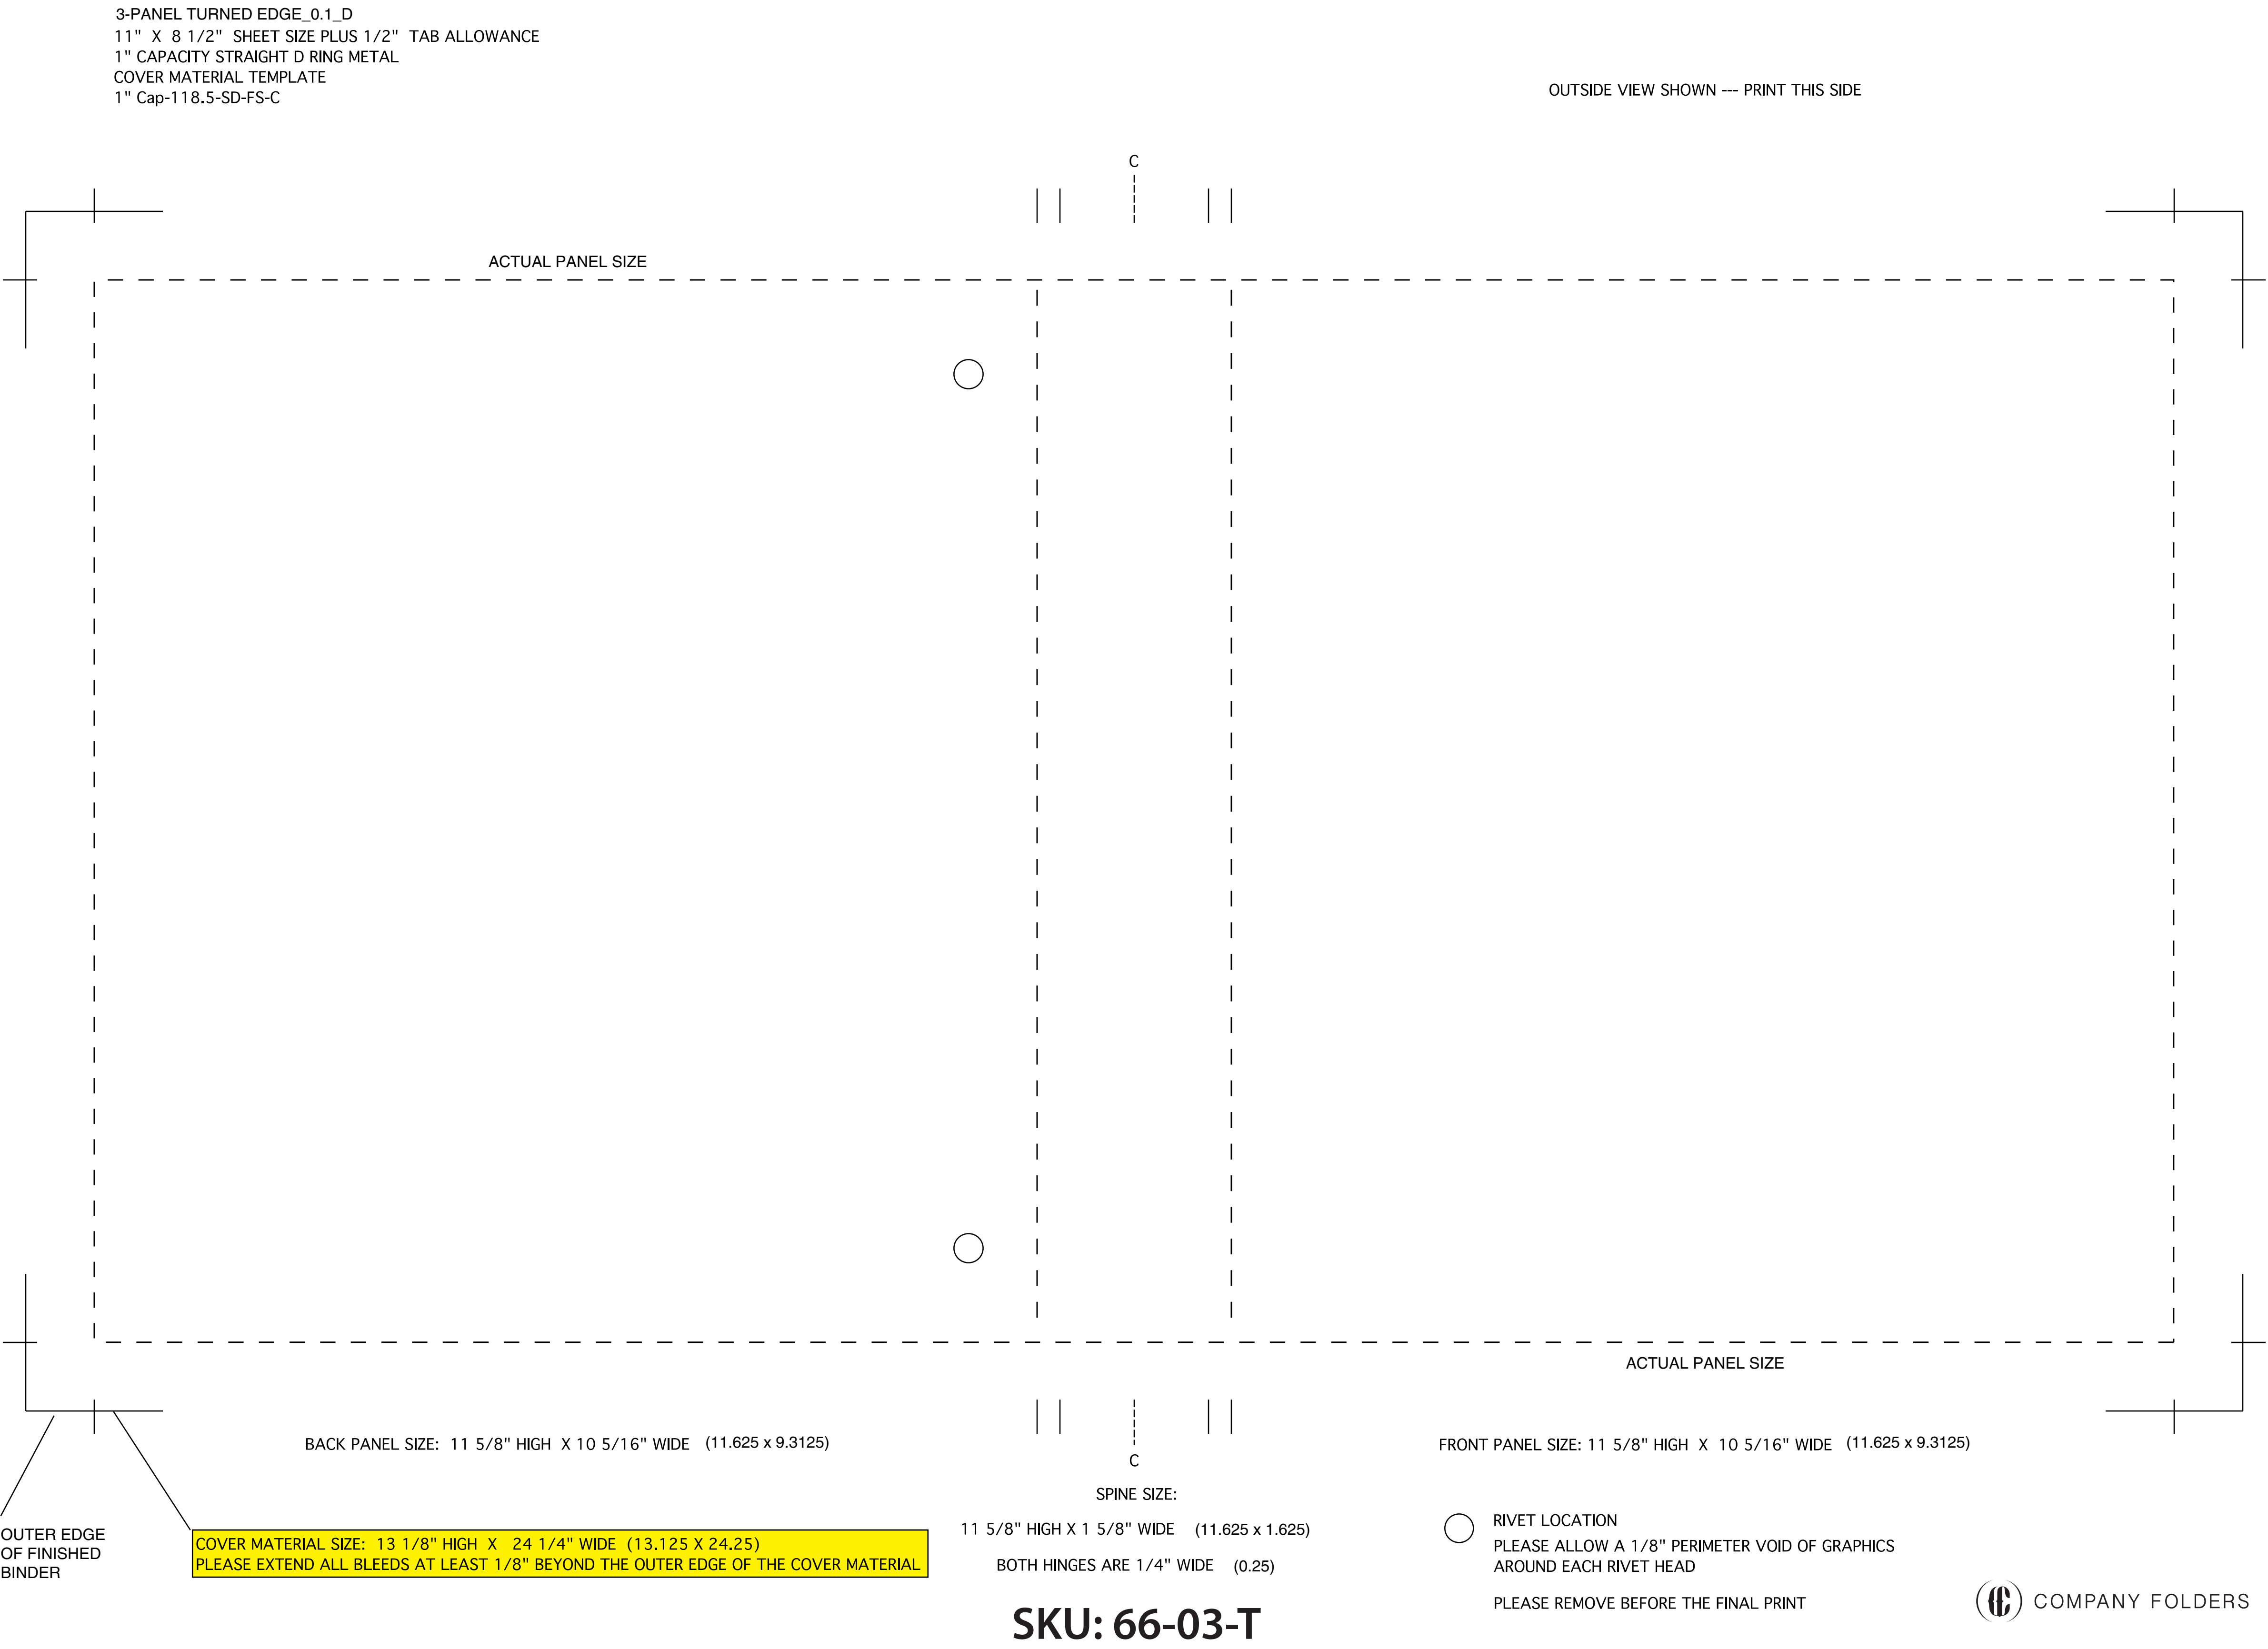 3-PANEL TURNED EDGE_0.1_D
11" X 8 1/2" SHEET SIZE PLUS 1/2" TAB ALLOWANCE
1" CAPACITY STRAIGHT D RING METAL
COVER MATERIAL TEMPLATE
1" Cap-118.5-SD-FS-C
OUTSIDE VIEW SHOWN --- PRINT THIS SIDE
C
ACTUAL PANEL SIZE
ACTUAL PANEL SIZE
BACK PANEL SIZE: 11 5/8" HIGH X 10 5/16" WIDE (11.625 x 9.3125)
C
FRONT PANEL SIZE: 11 5/8" HIGH X 10 5/16" WIDE (11.625 x 9.3125)
OUTER EDGE
OF FINISHED
BINDER
COVER MATERIAL SIZE: 13 1/8" HIGH X 24 1/4" WIDE (13.125 X 24.25)
PLEASE EXTEND ALL BLEEDS AT LEAST 1/8" BEYOND THE OUTER EDGE OF THE COVER MATERIAL
SPINE SIZE:
11 5/8" HIGH X 1 5/8" WIDE (11.625 x 1.625)
BOTH HINGES ARE 1/4" WIDE (0.25)
RIVET LOCATION
PLEASE ALLOW A 1/8" PERIMETER VOID OF GRAPHICS
AROUND EACH RIVET HEAD
PLEASE REMOVE BEFORE THE FINAL PRINT
COMPANY FOLDERS
SKU: 66-03-T